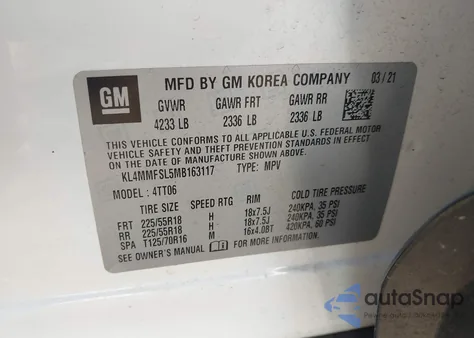 GM
MFD BY GM KOREA COMPANY 03/21
GVWR GAWR FRT GAWR RR
4233 LB 2336 LB 2336 LB
THIS VEHICLE CONFORMS TO ALL APPLICABLE U.S. FEDERAL MOTOR
VEHICLE SAFETY, BUMPER, AND THEFT PREVENTION STANDARDS IN EFFECT
ON THE DATE OF MANUFACTURE SHOWN ABOVE.
KL4MMFSL5MB163117 TYPE: MPV
MODEL: 4TT06
TIRE SIZE SPEED RTG RIM COLD TIRE PRESSURE
FRT 225/55R18 H 18x7.5J 240KPA, 35 PSI
RR 225/55R18 H 18x7.5J 240KPA, 35 PSI
SPA T125/70R16 M 16x4.0BT 420KPA, 60 PSI
SEE OWNER'S MANUAL FOR MORE INFORMATION.
autoSnap